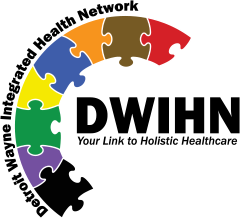 Detroit Wayne Integrated Health Network
DWIHN
Your Link to Holistic Healthcare